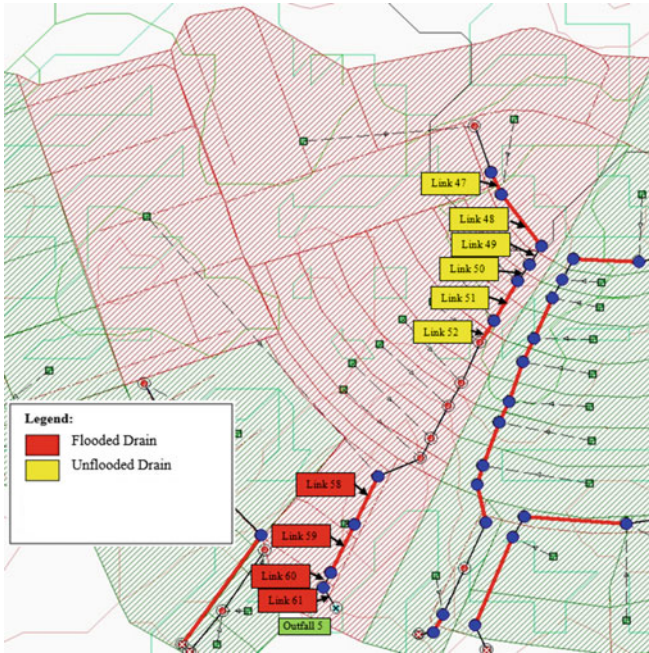 Link 47
Link 48
Link 49
Link 50
Link 51
Link 52
Legend:
Flooded Drain
Unflooded Drain
Link 58
Link 59
Link 60
Link 61
Outfall 5